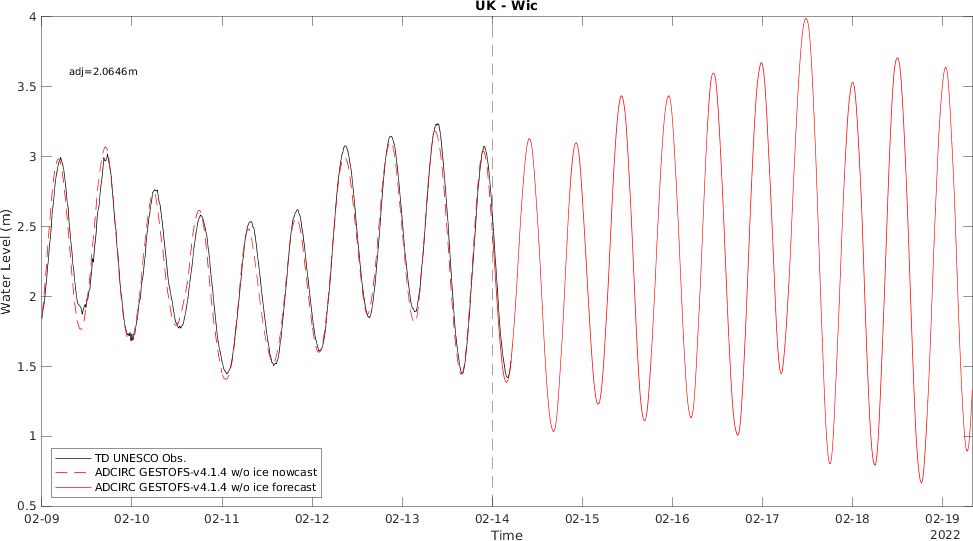 UK - Wic
4
adj=2.0646m
3.5
3
2.5
Water Level (m)
2
1.5
1
TD UNESCO Obs.
ADCIRC GESTOFS-v4.1.4 w/o ice nowcast
ADCIRC GESTOFS-v4.1.4 w/o ice forecast
0.5
02-09 02-10 02-11 02-12 02-13 02-14 02-15 02-16 02-17 02-18 02-19
Time 2022